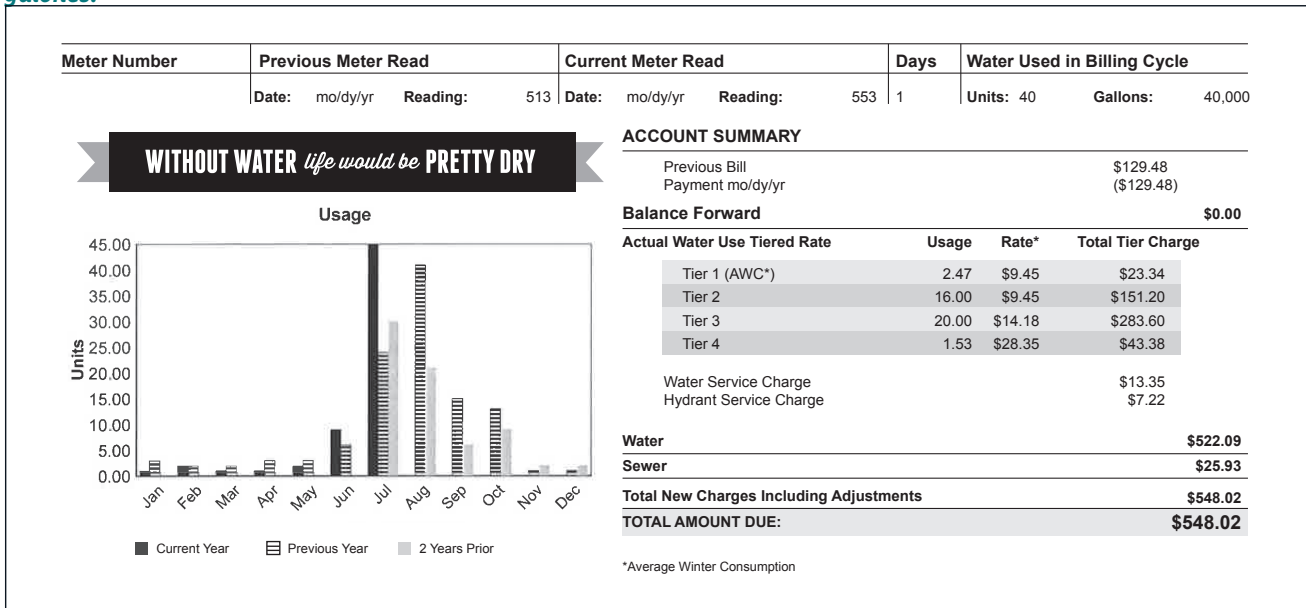 Meter Number Previous Meter Read Current Meter Read Days Water Used in Billing Cycle
Date: mo/dy/yr Reading: 513 Date: mo/dy/yr Reading: 553 1 Units: 40 Gallons: 40,000
WITHOUT WATER life would be PRETTY DRY
Usage
Units
45.00
40.00
35.00
30.00
25.00
20.00
15.00
10.00
5.00
0.00
Jan Feb Mar Apr May Jun Jul Aug Sep Oct Nov Dec
Current Year Previous Year 2 Years Prior
ACCOUNT SUMMARY
Previous Bill $129.48
Payment mo/dy/yr ($129.48)
Balance Forward $0.00
Actual Water Use Tiered Rate Usage Rate* Total Tier Charge
Tier 1 (AWC*) 2.47 $9.45 $23.34
Tier 2 16.00 $9.45 $151.20
Tier 3 20.00 $14.18 $283.60
Tier 4 1.53 $28.35 $43.38
Water Service Charge $13.35
Hydrant Service Charge $7.22
Water $522.09
Sewer $25.93
Total New Charges Including Adjustments $548.02
TOTAL AMOUNT DUE: $548.02
*Average Winter Consumption